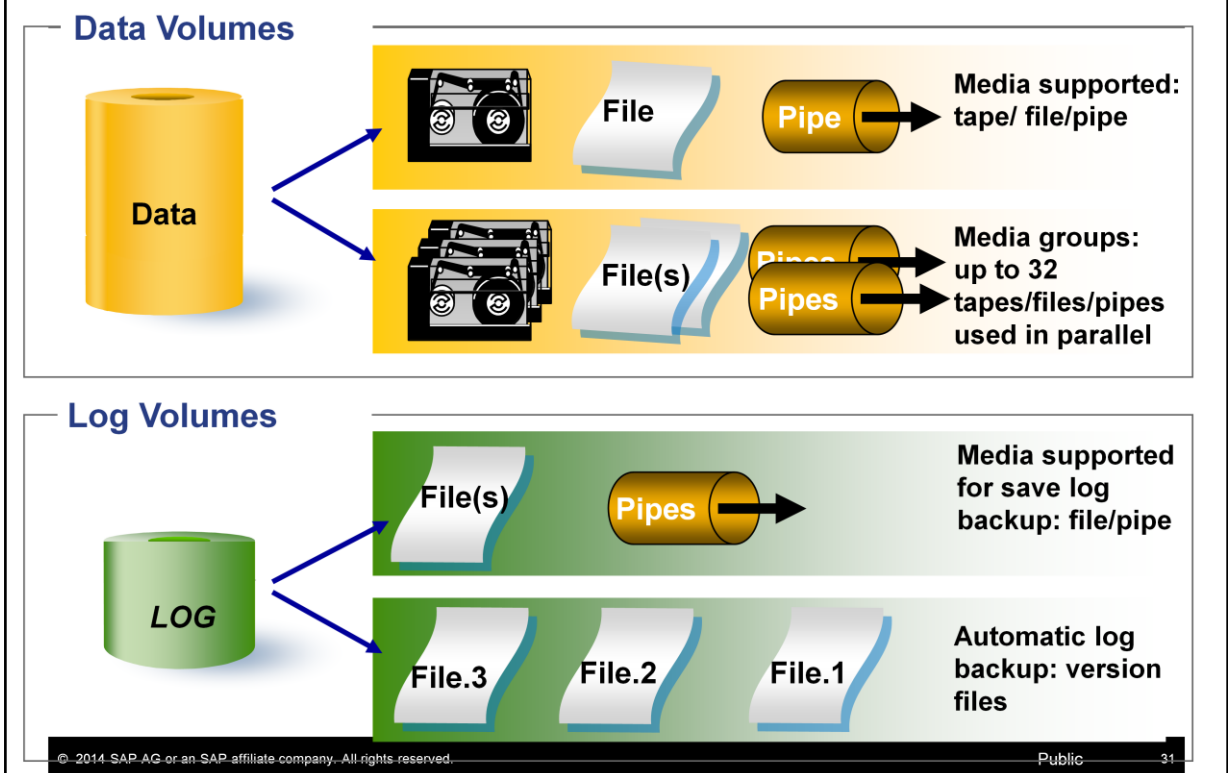 Data Volumes
Data
File
Pipe
Media supported:
tape/ file/pipe
File(s)
Pipes
Pipes
Media groups:
up to 32
tapes/files/pipes
used in parallel
Log Volumes
LOG
File(s)
Pipes
Media supported
for save log
backup: file/pipe
File.3
File.2
File.1
Automatic log
backup: version
files
© 2014 SAP AG or an SAP affiliate company. All rights reserved.
Public
31